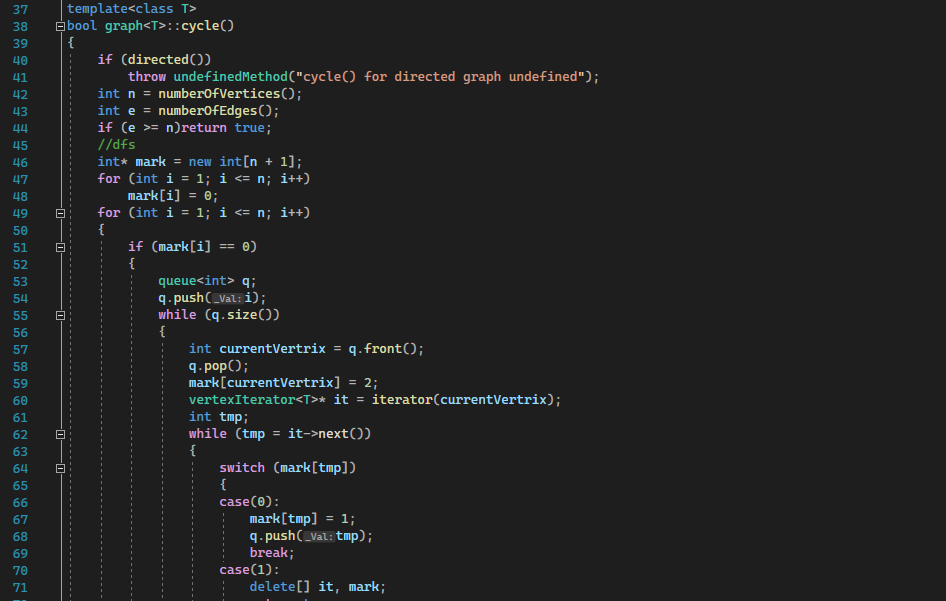 37 template<class T>
38 bool graph<T>::cycle()
39 {
40 if (directed())
41 throw undefinedMethod("cycle() for directed graph undefined");
42 int n = numberOfVertices();
43 int e = numberOfEdges();
44 if (e >= n)return true;
45 //dfs
46 int* mark = new int[n + 1];
47 for (int i = 1; i <= n; i++)
48 mark[i] = 0;
49 for (int i = 1; i <= n; i++)
50 {
51 if (mark[i] == 0)
52 {
53 queue<int> q;
54 q.push(_Val:i);
55 while (q.size())
56 {
57 int currentVertrix = q.front();
58 q.pop();
59 mark[currentVertrix] = 2;
60 vertexIterator<T>* it = iterator(currentVertrix);
61 int tmp;
62 while (tmp = it->next())
63 {
64 switch (mark[tmp])
65 {
66 case(0):
67 mark[tmp] = 1;
68 q.push(_Val:tmp);
69 break;
70 case(1):
71 delete[] it, mark;